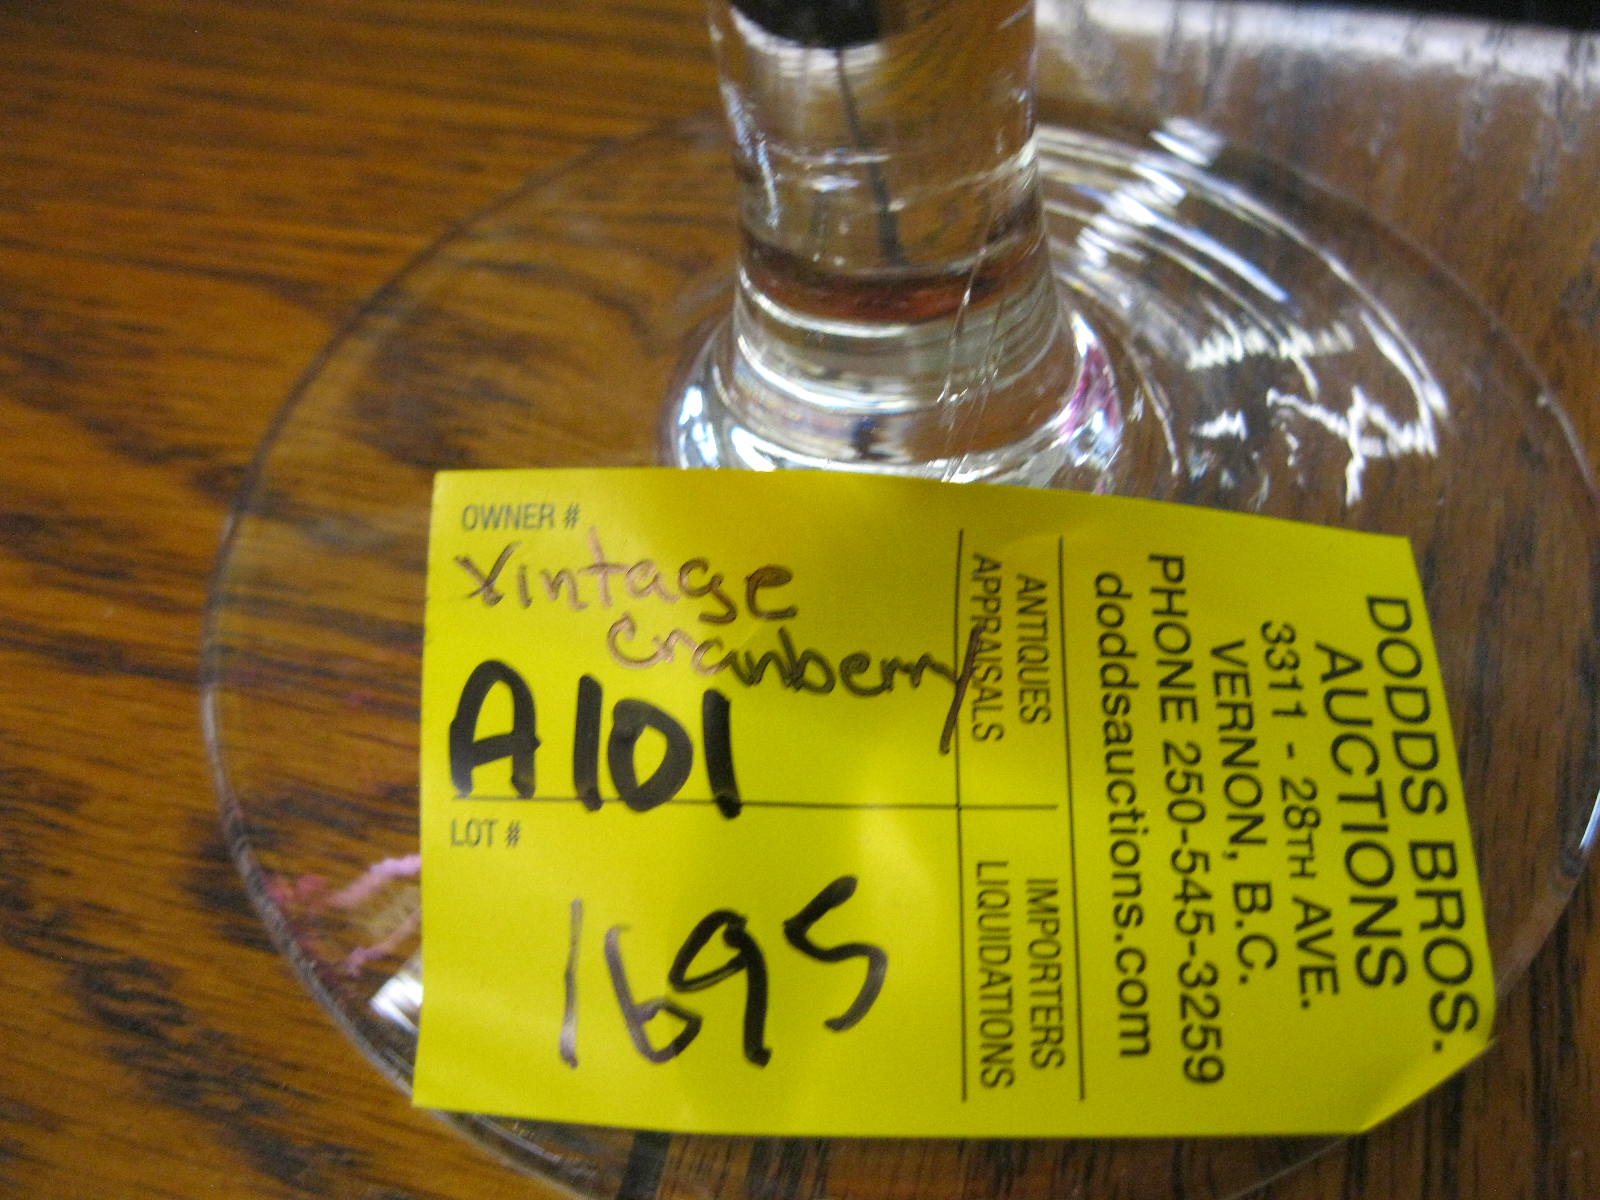 OWNER #
Vintage
cranberry
A101
LOT #
1695
ANTIQUES
APPRAISALS
IMPORTERS
LIQUIDATIONS
DODDS BROS.
AUCTIONS
3311 - 28TH AVE.
VERNON, B.C.
PHONE 250-545-3259
doddsauctions.com